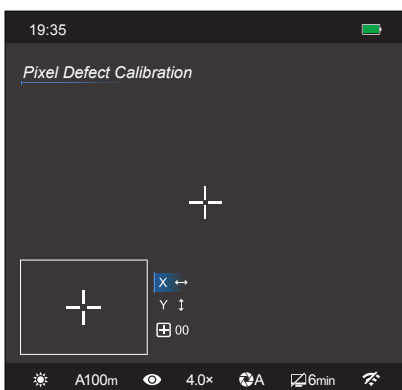 19:35
Pixel Defect Calibration
X
Y
00
A100m 4.0× A 6min